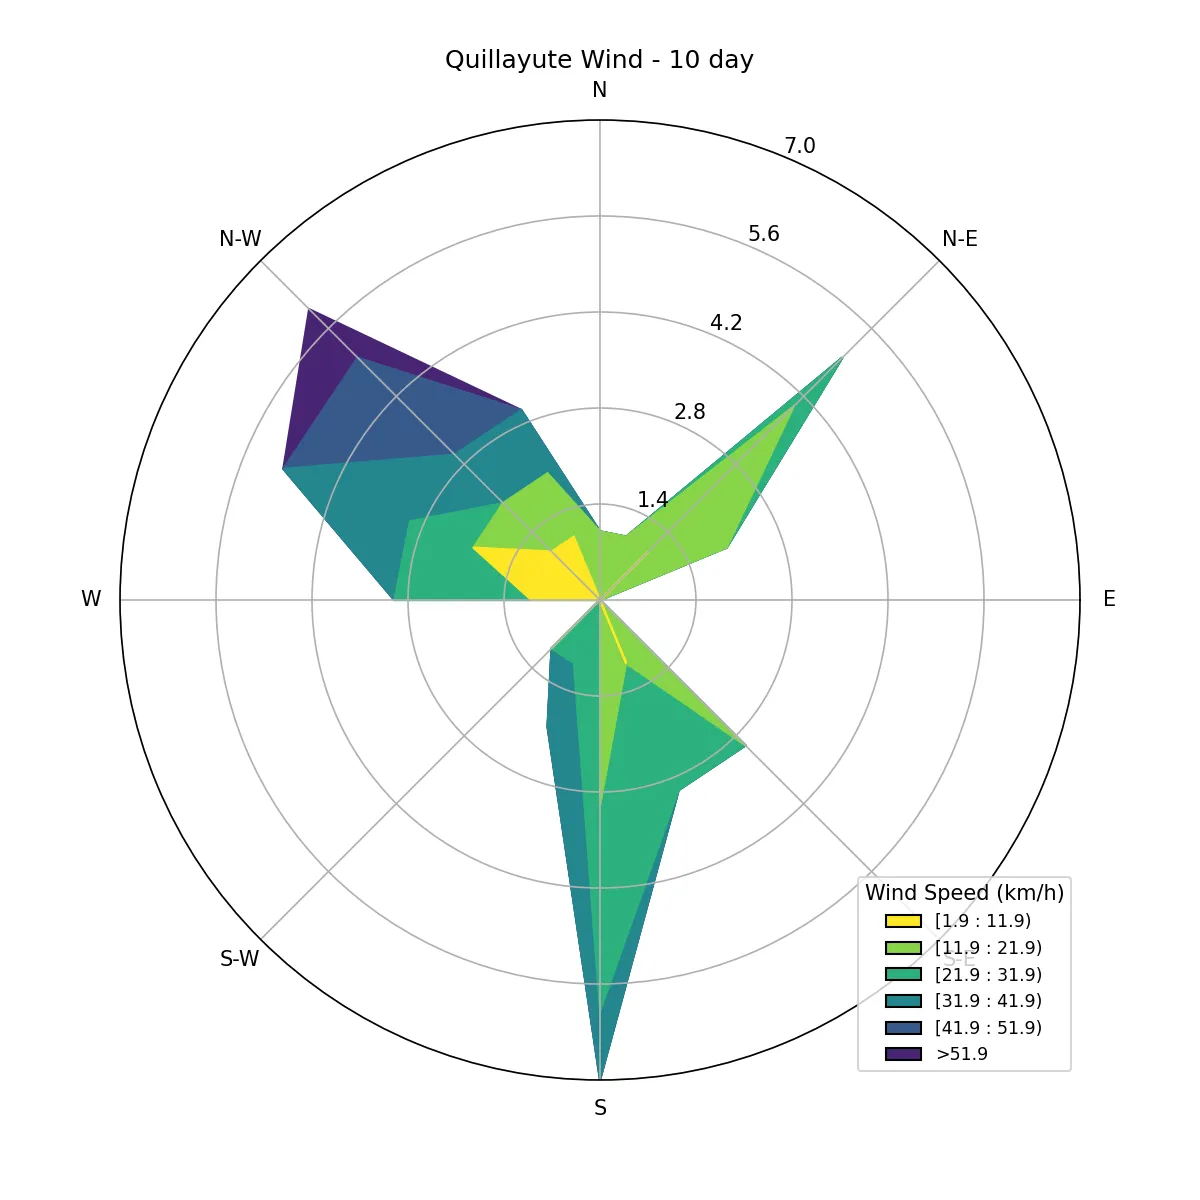 Quillayute Wind - 10 day
N
7.0
5.6
N-W
N-E
4.2
2.8
1.4
W
E
Wind Speed (km/h)
[1.9 : 11.9)
[11.9 : 21.9)
S-W
S-E
[21.9 : 31.9)
[31.9 : 41.9)
[41.9 : 51.9)
>51.9
S